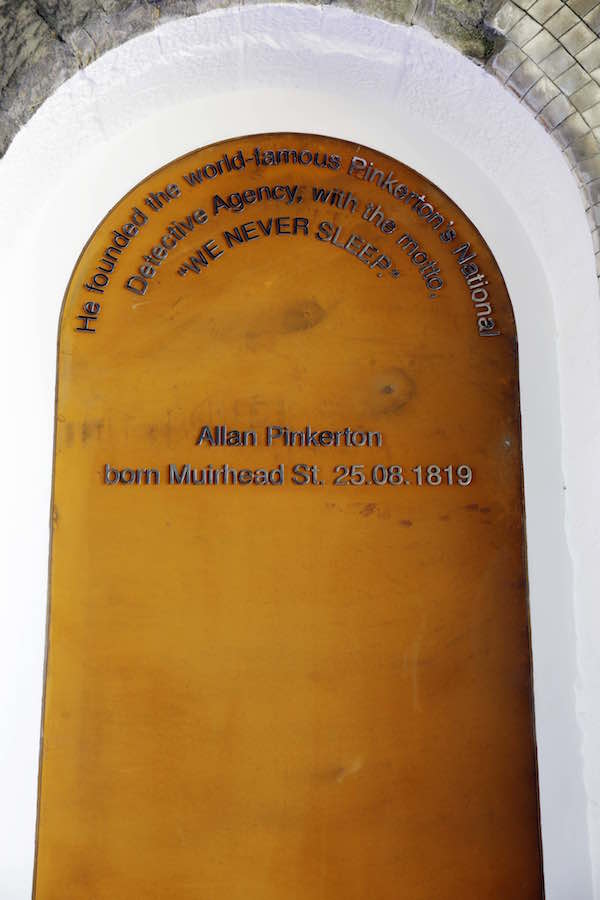 He founded the world-famous Pinkerton's National
Detective Agency, with the motto,
"WE NEVER SLEEP."
Allan Pinkerton
born Muirhead St. 25.08.1819